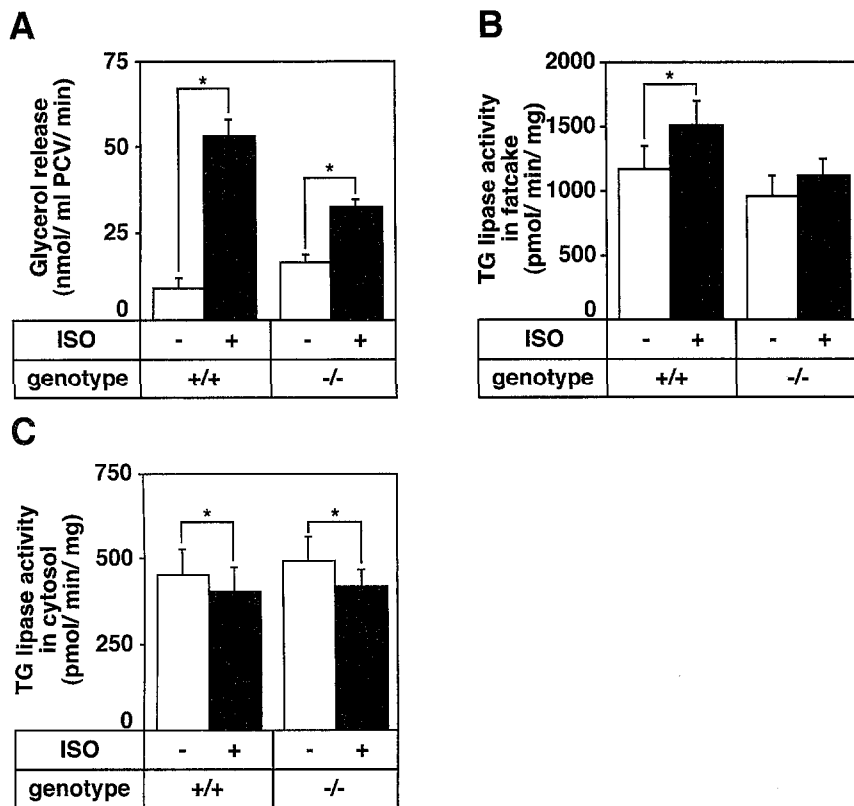 A
Glycerol release
(nmol/ ml PCV/ min)
75
50
25
0
*
*
ISO - + - +
genotype +/+ -/-
B
TG lipase activity
in fatcake
(pmol/ min/ mg)
2000
1500
1000
500
0
*
ISO - + - +
genotype +/+ -/-
C
TG lipase activity
in cytosol
(pmol/ min/ mg)
750
500
250
0
*
*
ISO - + - +
genotype +/+ -/-